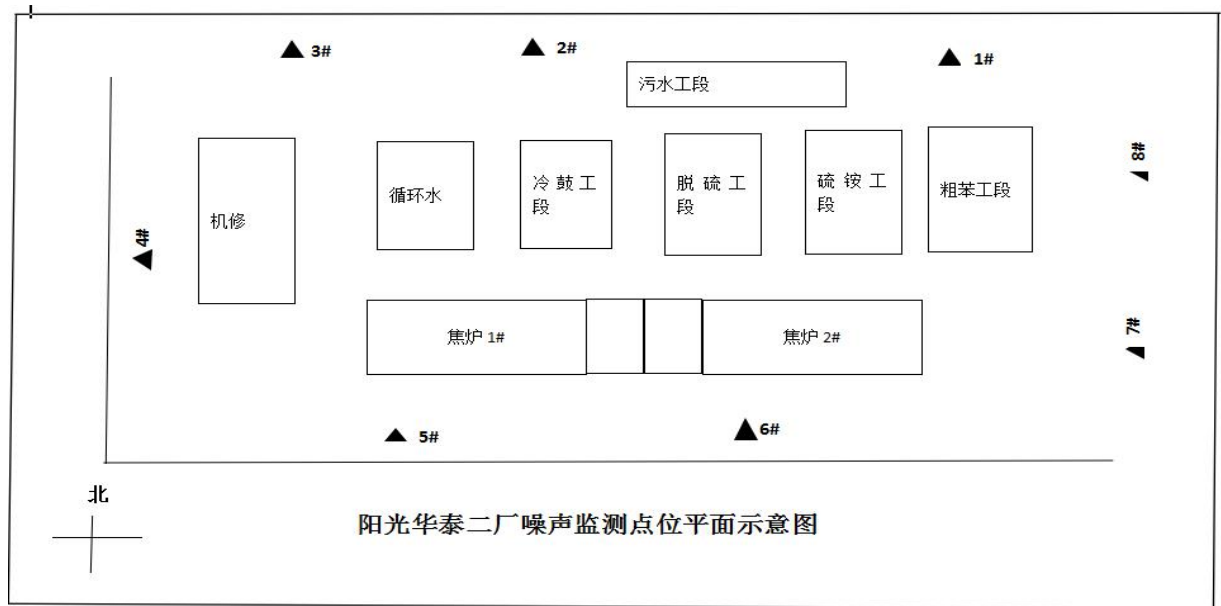 3#
2#
1#
污水工段
8#
机修
循环水
冷鼓工
段
脱硫工
段
硫铵工
段
粗苯工段
4#
焦炉 1#
焦炉 2#
7#
5#
6#
北
阳光华泰二厂噪声监测点位平面示意图